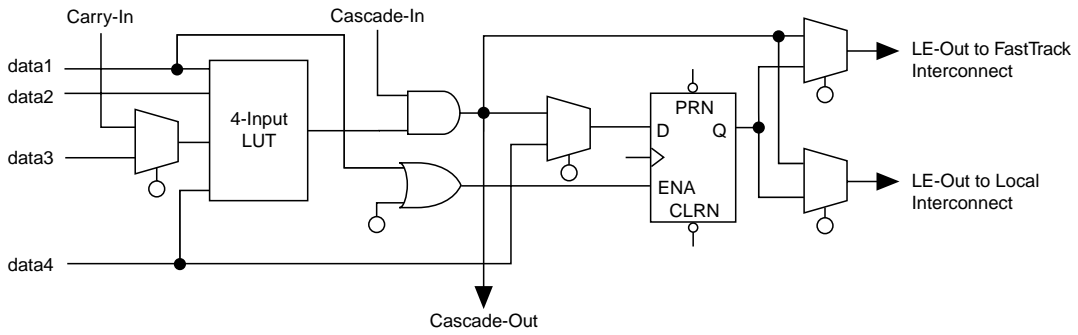 Carry-In
Cascade-In
data1
data2
data3
data4
4-Input
LUT
PRN
D
Q
ENA
CLRN
LE-Out to FastTrack
Interconnect
LE-Out to Local
Interconnect
Cascade-Out